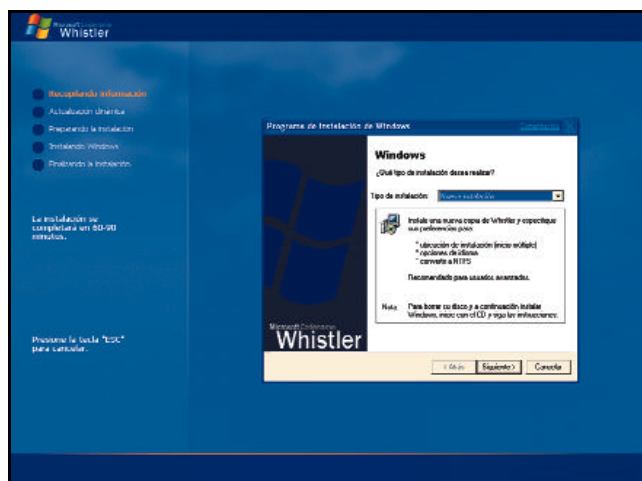 Microsoft Codename
Whistler
Recopilando información
Actualización dinámica
Preparando la instalación
Instalando Windows
Finalizando la instalación
La instalación se
completará en 60-90
minutos.
Presione la tecla "ESC"
para cancelar.
Programa de Instalación de Windows
Windows
¿Qué tipo de instalación desea realizar?
Tipo de instalación:
Nueva instalación
Instale una nueva copia de Whistler y especifique
sus preferencias para:
* ubicación de instalación (inicio múltiple)
* opciones de idioma
* convertir a NTFS
Recomendado para usuarios avanzados.
Nota: Para borrar su disco y a continuación instalar
Windows, inicie con el CD y siga las instrucciones.
Microsoft Codename
Whistler
< Atrás
Siguiente >
Cancelar